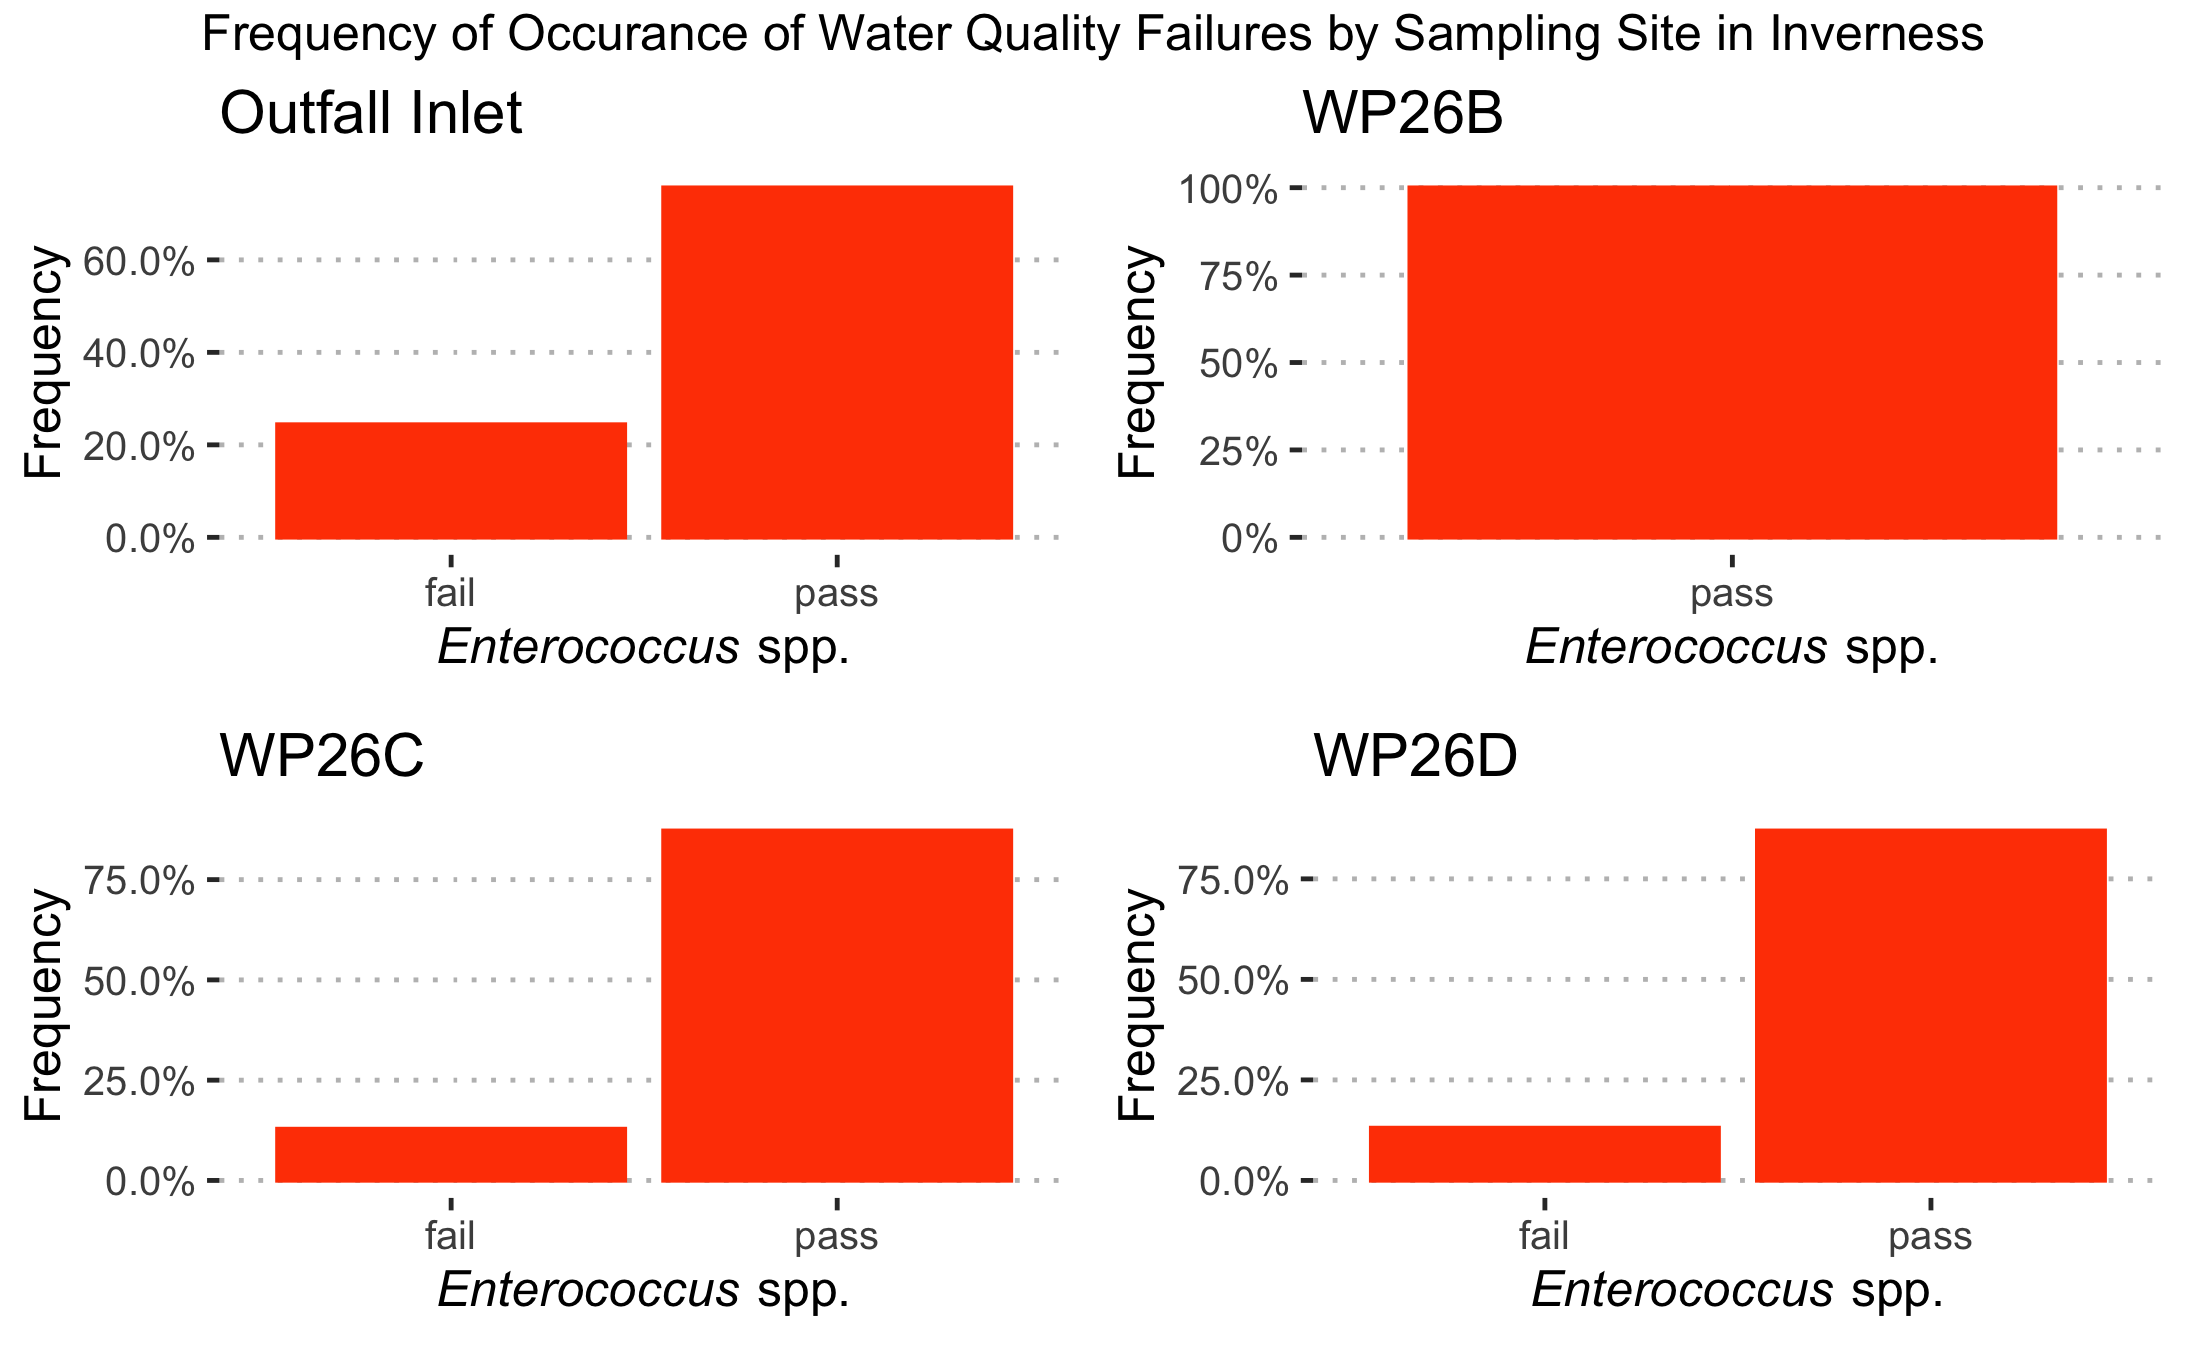 Frequency of Occurance of Water Quality Failures by Sampling Site in Inverness
Outfall Inlet
Frequency
60.0%
40.0%
20.0%
0.0%
fail pass
Enterococcus spp.
WP26B
Frequency
100%
75%
50%
25%
0%
pass
Enterococcus spp.
WP26C
Frequency
75.0%
50.0%
25.0%
0.0%
fail pass
Enterococcus spp.
WP26D
Frequency
75.0%
50.0%
25.0%
0.0%
fail pass
Enterococcus spp.